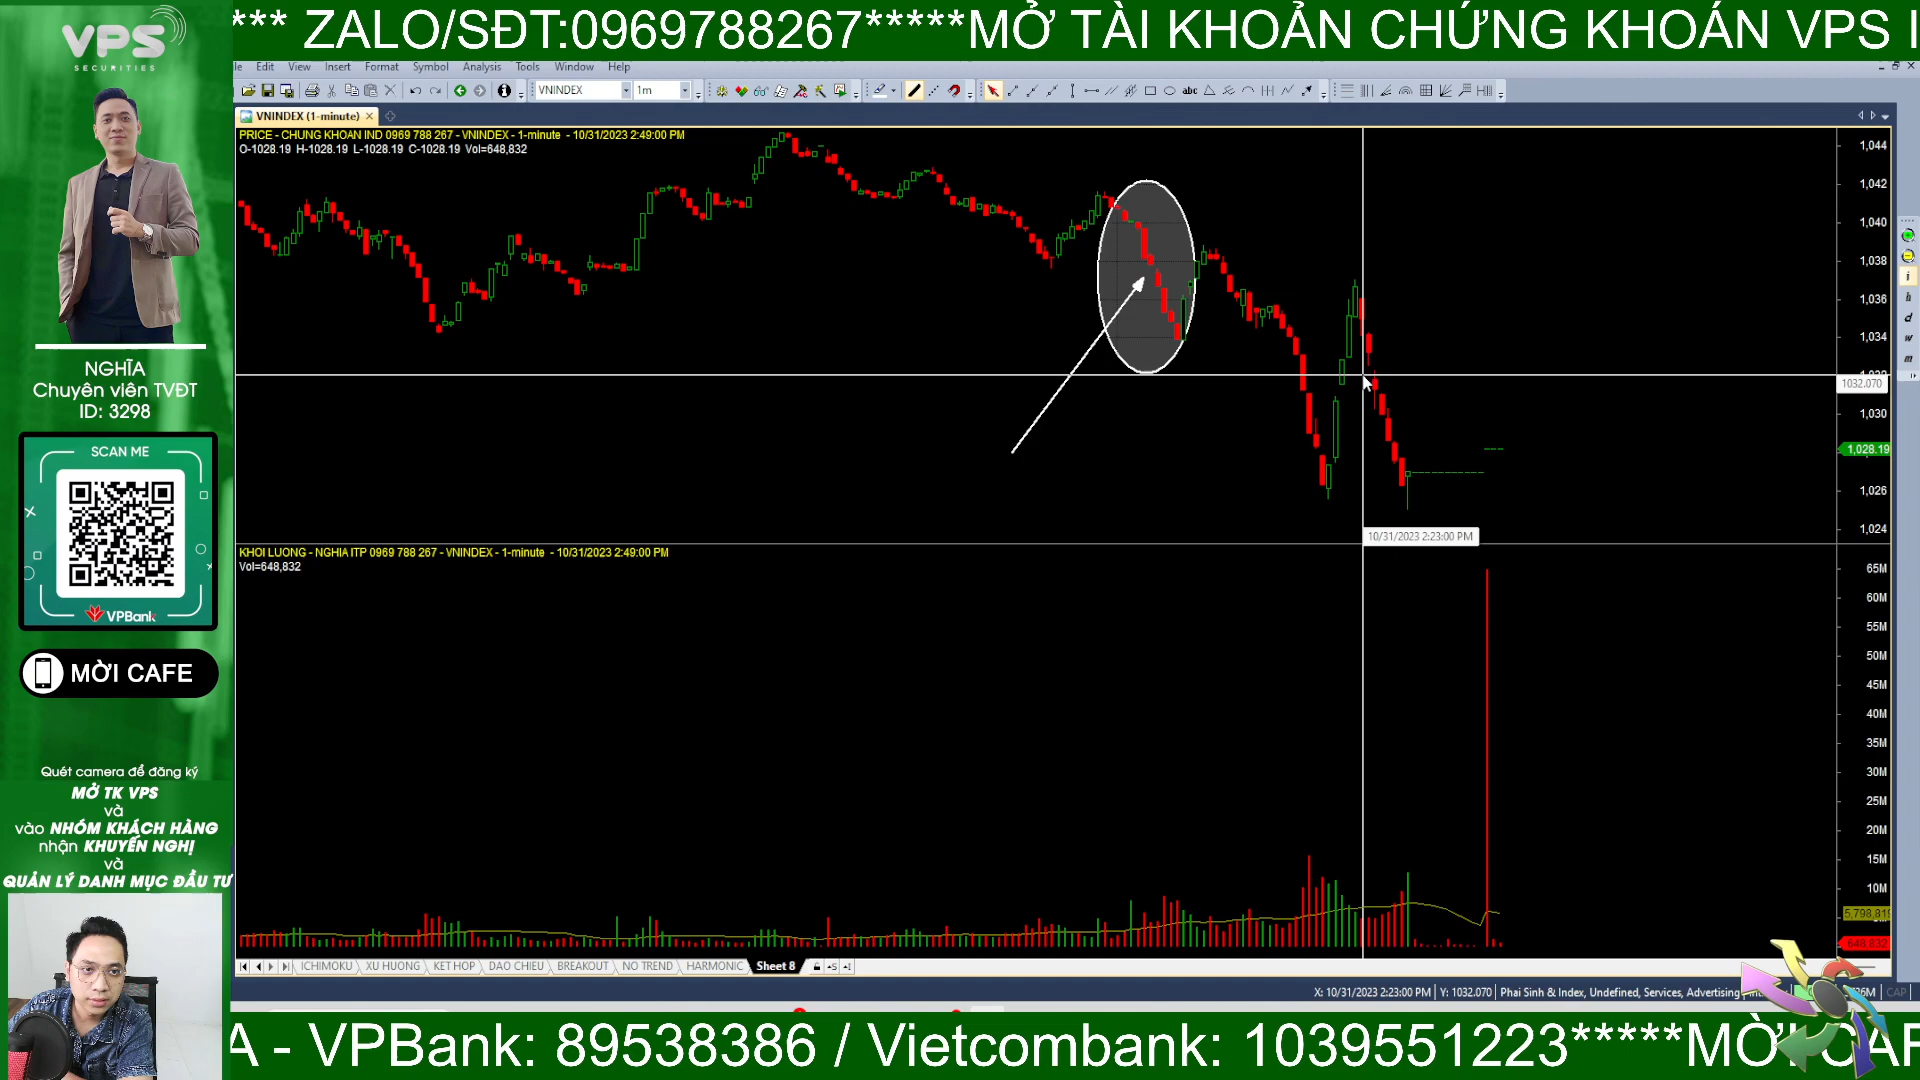 *** ZALO/SĐT:0969788267*****MỞ TÀI KHOẢN CHỨNG KHOÁN VPS I
VPS
SECURITIES
Edit View Insert Format Symbol Analysis Tools Window Help
VNINDEX 1m
abc
VNINDEX (1-minute)
PRICE - CHUNG KHOAN IND 0969 788 267 - VNINDEX - 1-minute - 10/31/2023 2:49:00 PM
O-1028.19 H-1028.19 L-1028.19 C-1028.19 Vol=648,832
1,044
1,042
1,040
1,038
1,036
1,034
1032.070
1,030
1,028.19
1,026
1,024
10/31/2023 2:23:00 PM
NGHĨA
Chuyên viên TVĐT
ID: 3298
SCAN ME
VPBank
MỜI CAFE
Quét camera để đăng ký
MỞ TK VPS
và
vào NHÓM KHÁCH HÀNG
nhận KHUYẾN NGHỊ
và
QUẢN LÝ DANH MỤC ĐẦU TƯ
KHOI LUONG - NGHIA ITP 0969 788 267 - VNINDEX - 1-minute - 10/31/2023 2:49:00 PM
Vol=648,832
65M
60M
55M
50M
45M
40M
35M
30M
25M
20M
15M
10M
5,798,819
648,832
ICHIMOKU XU HUONG KET HOP DAO CHIEU BREAKOUT NO TREND HARMONIC Sheet 8
X: 10/31/2023 2:23:00 PM Y: 1032.070 Phai Sinh & Index, Undefined, Services, Advertising CAP
A - VPBank: 89538386 / Vietcombank: 1039551223*****MỜI CAF